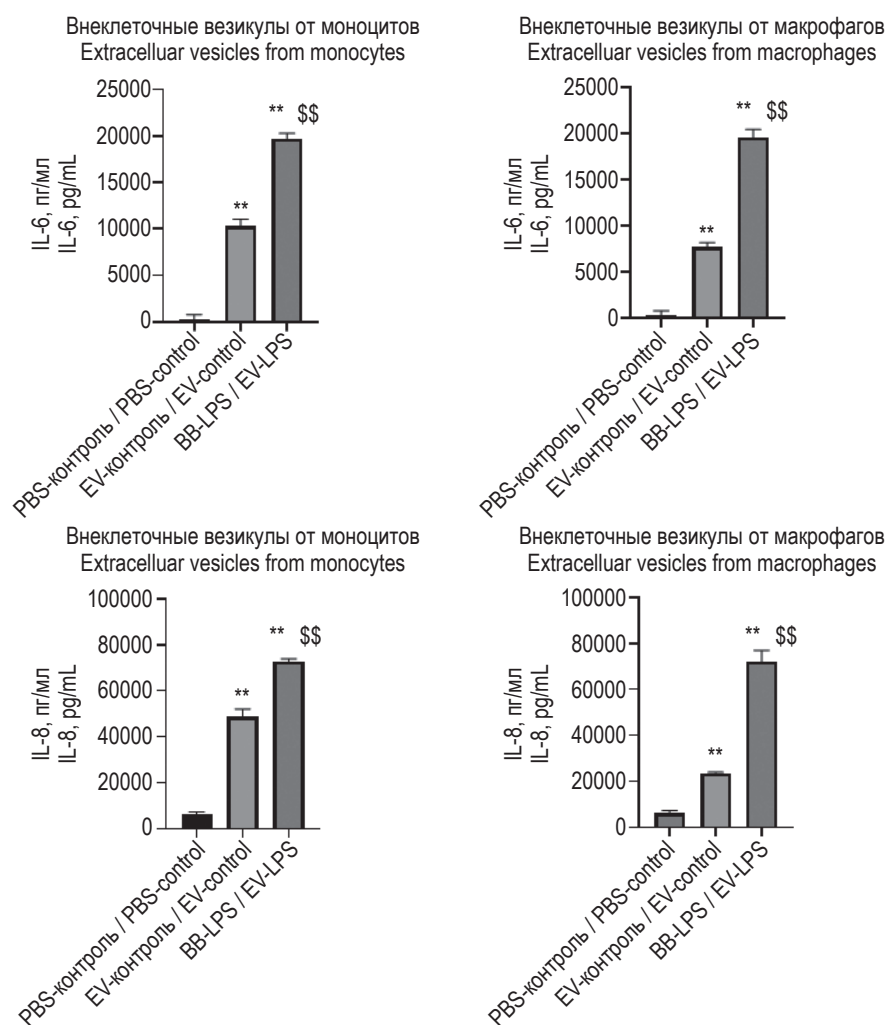 Внеклеточные везикулы от моноцитов
Extracelluar vesicles from monocytes
25000
20000
15000
10000
5000
0
IL-6, пг/мл
IL-6, pg/mL
**
** $$
PBS-контроль / PBS-control
EV-контроль / EV-control
BB-LPS / EV-LPS
Внеклеточные везикулы от макрофагов
Extracelluar vesicles from macrophages
25000
20000
15000
10000
5000
0
IL-6, пг/мл
IL-6, pg/mL
**
** $$
PBS-контроль / PBS-control
EV-контроль / EV-control
BB-LPS / EV-LPS
Внеклеточные везикулы от моноцитов
Extracelluar vesicles from monocytes
100000
80000
60000
40000
20000
0
IL-8, пг/мл
IL-8, pg/mL
**
** $$
PBS-контроль / PBS-control
EV-контроль / EV-control
BB-LPS / EV-LPS
Внеклеточные везикулы от макрофагов
Extracelluar vesicles from macrophages
100000
80000
60000
40000
20000
0
IL-8, пг/мл
IL-8, pg/mL
**
** $$
PBS-контроль / PBS-control
EV-контроль / EV-control
BB-LPS / EV-LPS